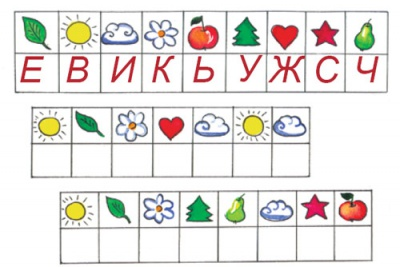 Е В И К Ь У Ж С Ч